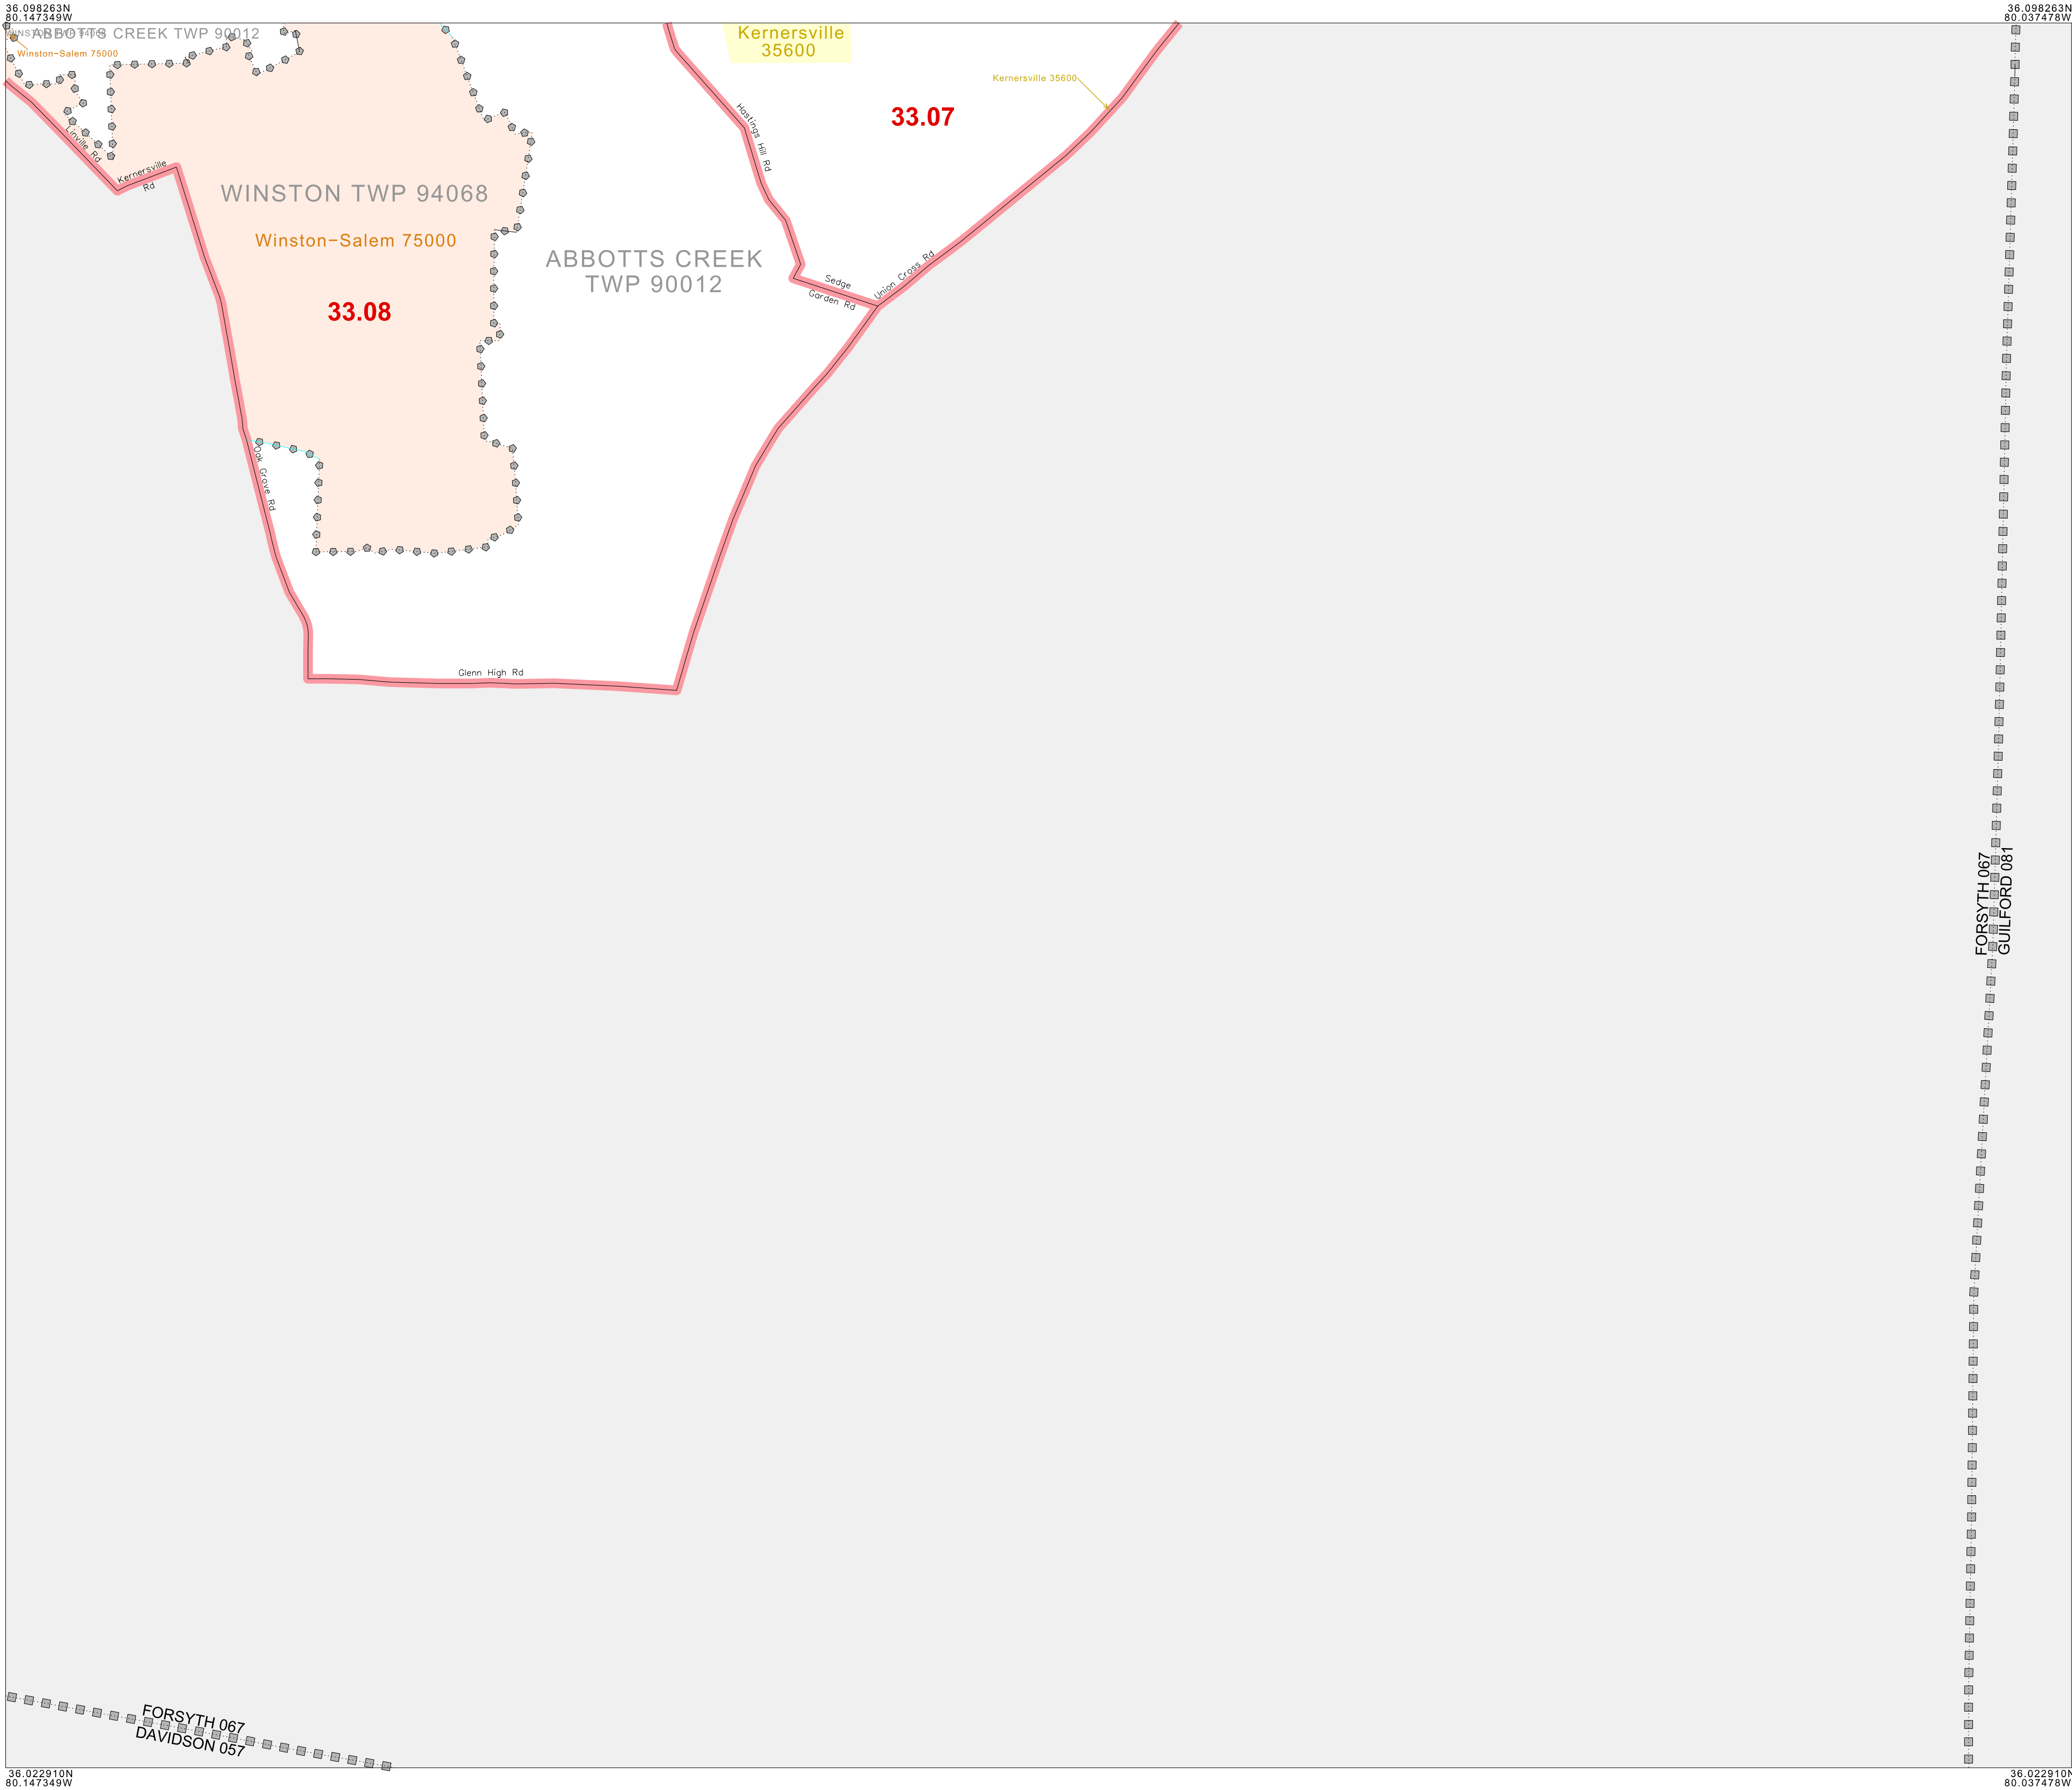 36.098263N
80.147349W
36.098263N
80.037478W
WINSTON TWP 94068
ABBOTTS CREEK TWP 90012
Winston-Salem 75000
Kernersville
35600
Kernersville 35600
33.07
Hastings Hill Rd
Linville Rd
Kernersville
Rd
WINSTON TWP 94068
Winston-Salem 75000
ABBOTTS CREEK
TWP 90012
33.08
Sedge
Garden Rd
Union Cross Rd
Oak Grove Rd
Glenn High Rd
FORSYTH 067
GUILFORD 081
FORSYTH 067
DAVIDSON 057
36.022910N
80.147349W
36.022910N
80.037478W